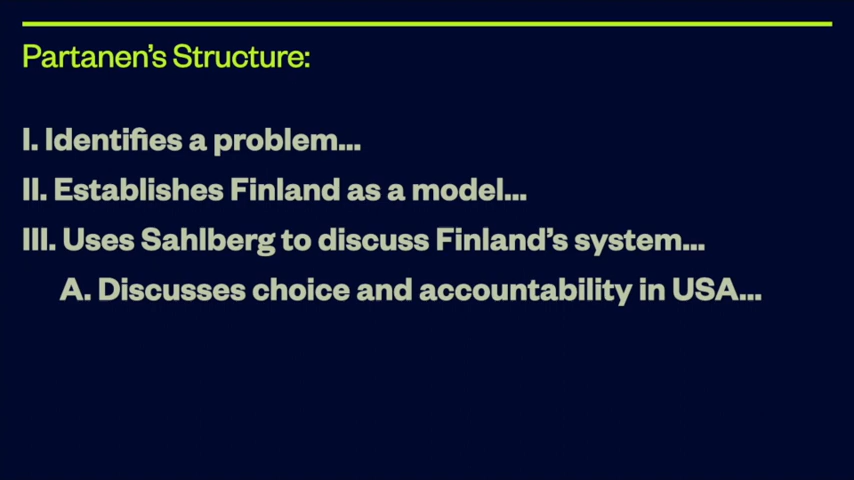 Partanen’s Structure:
I. Identifies a problem...
II. Establishes Finland as a model...
III. Uses Sahlberg to discuss Finland’s system...
A. Discusses choice and accountability in USA...